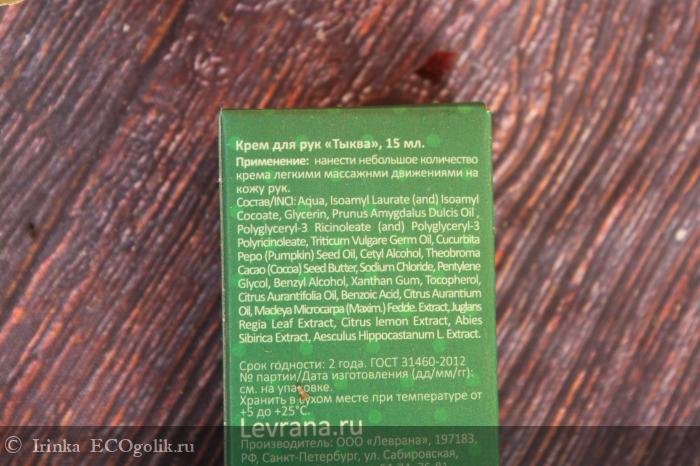 Крем для рук «Тыква», 15 мл.
Применение: нанести небольшое количество
крема легкими массажнми движениями на
кожу рук.
Состав/INCI: Aqua, Isoamyl Laurate (and) Isoamyl
Cocoate, Glycerin, Prunus Amygdalus Dulcis Oil ,
Polyglyceryl-3 Ricinoleate (and) Polyglyceryl-3
Polyricinoleate, Triticum Vulgare Germ Oil, Cucurbita
Pepo (Pumpkin) Seed Oil, Cetyl Alcohol, Theobroma
Cacao (Cocoa) Seed Butter, Sodium Chloride, Pentylene
Glycol, Benzyl Alcohol, Xanthan Gum, Tocopherol,
Citrus Aurantifolia Oil, Benzoic Acid, Citrus Aurantium
Oil, Madeya Microcarpa (Maxim.) Fedde. Extract, Juglans
Regia Leaf Extract, Citrus lemon Extract, Abies
Sibirica Extract, Aesculus Hippocastanum L. Extract.
Срок годности: 2 года. ГОСТ 31460-2012
№ партии/Дата изготовления (дд/мм/гг):
см. на упаковке.
Хранить в сухом месте при температуре от
+5 до +25°С.
Levrana.ru
Производитель: ООО «Леврана», 197183,
РФ, Санкт-Петербург, ул. Сабировская,
© Irinka ECOgolik.ru